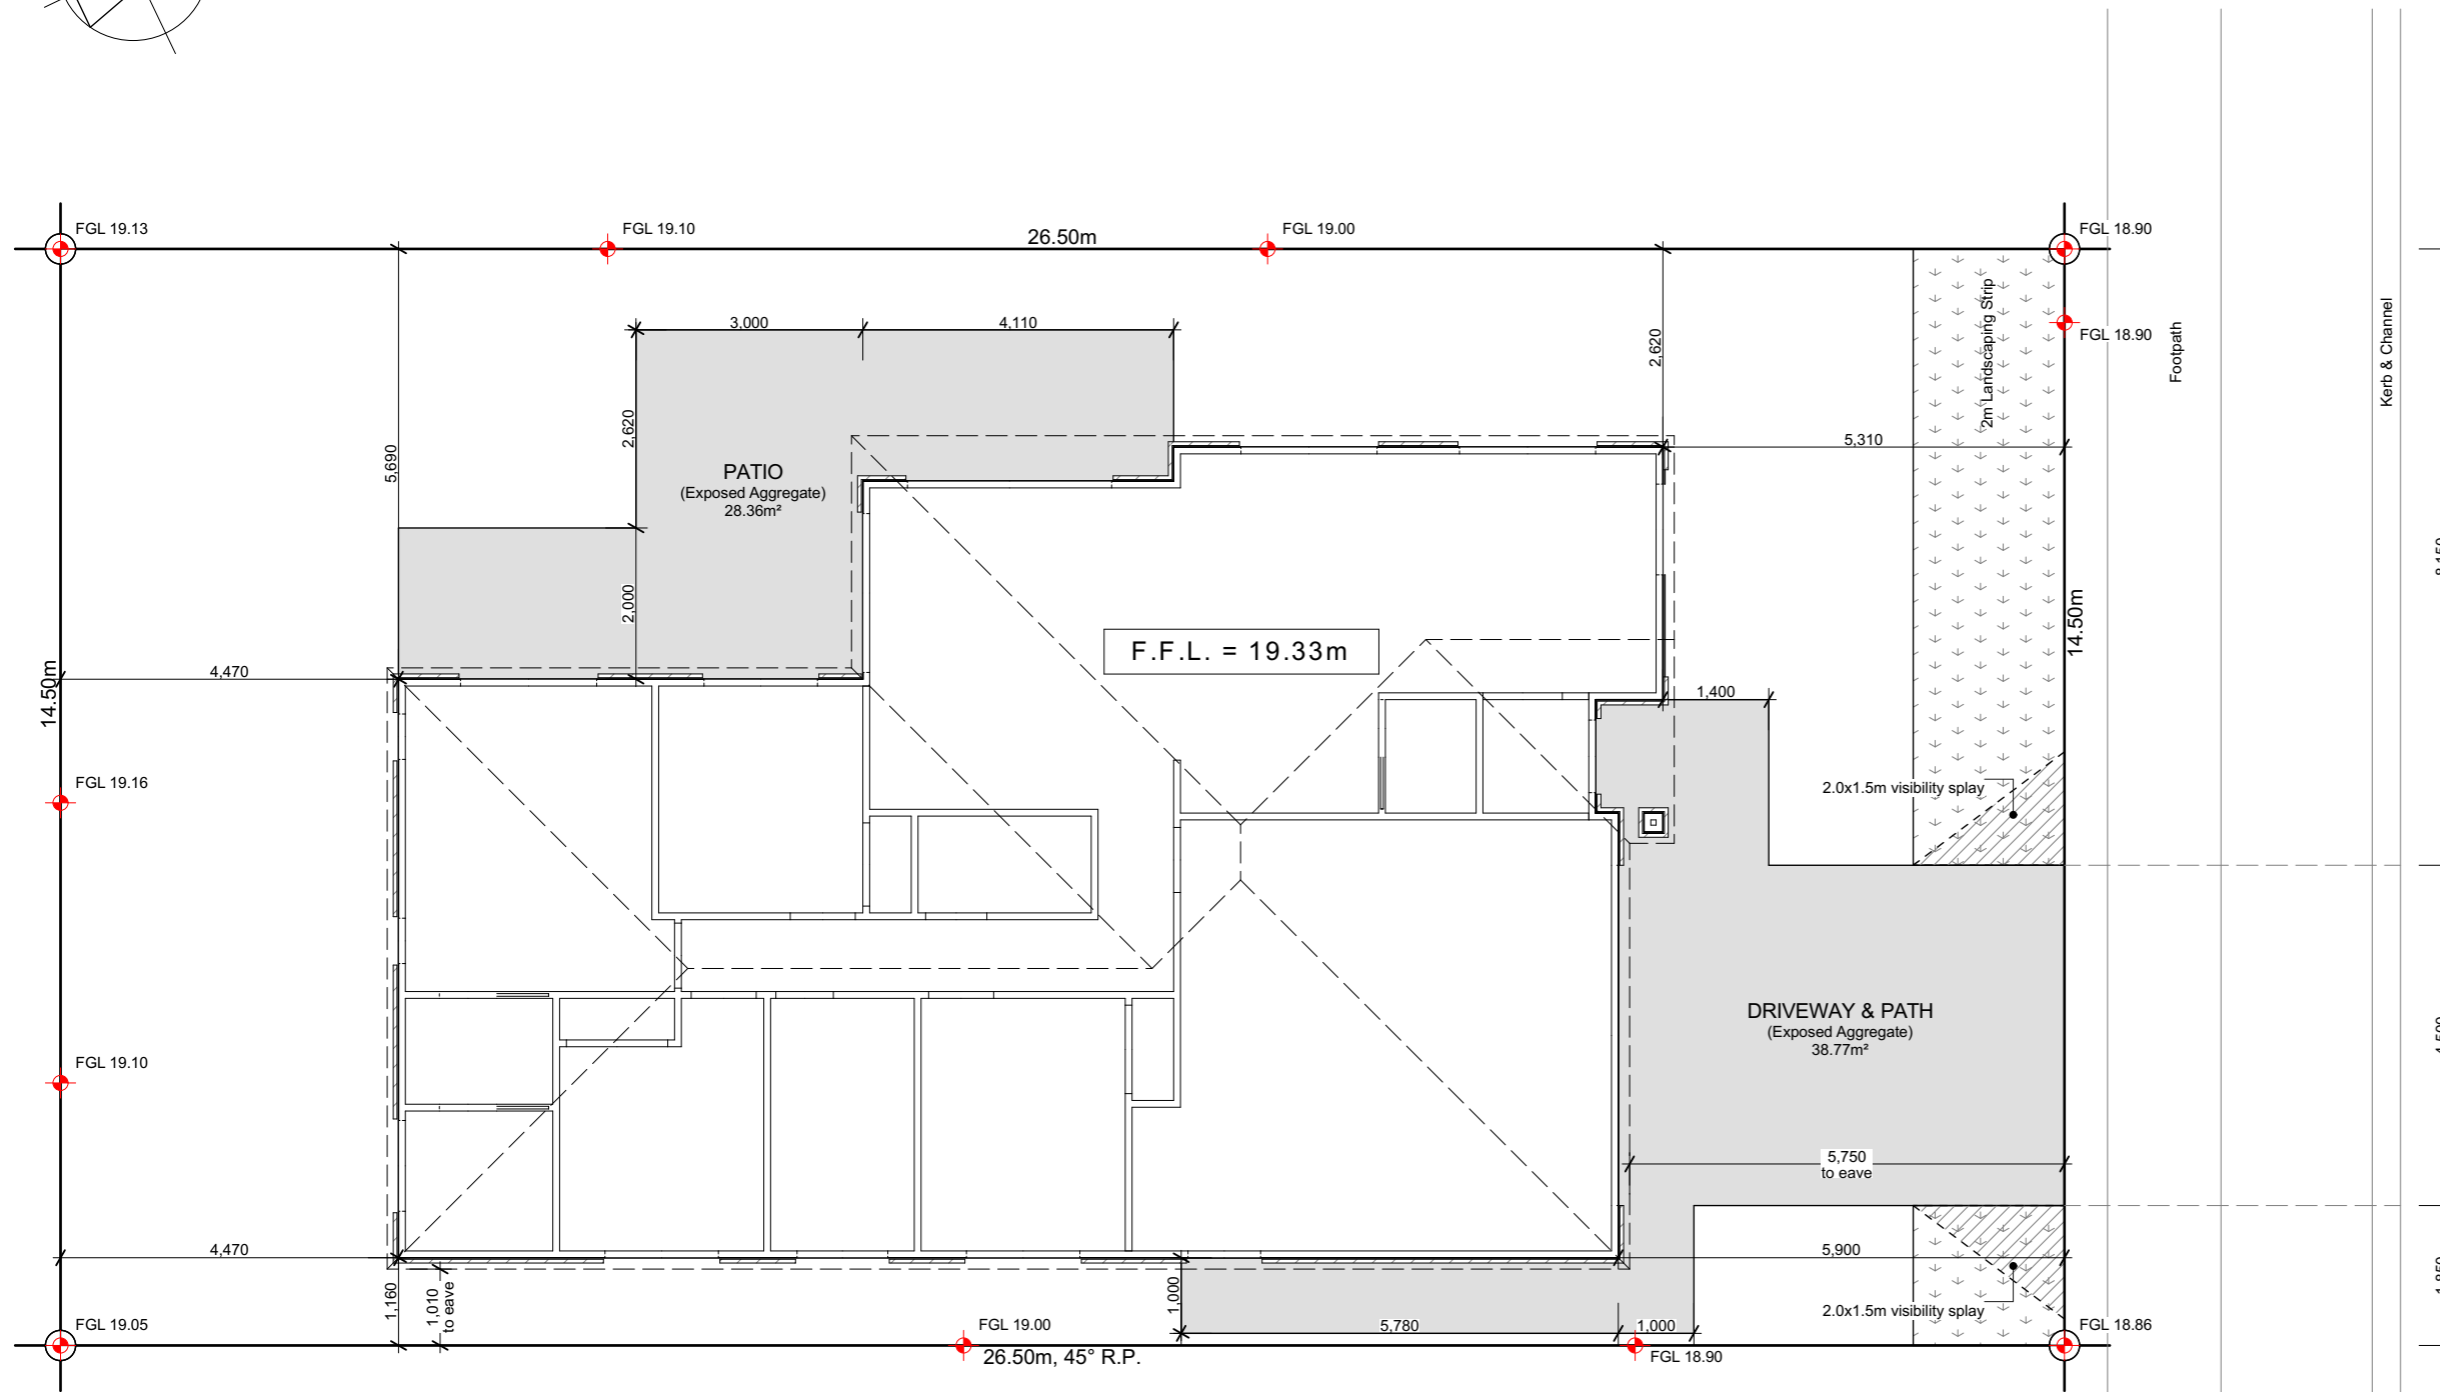 FGL 19.13
FGL 19.10
26.50m
FGL 19.00
FGL 18.90
FGL 18.90
2m Landscaping Strip
Footpath
Kerb & Channel
3,000
4,110
2,620
2,620
5,690
5,310
PATIO
(Exposed Aggregate)
28.36m²
2,000
F.F.L. = 19.33m
14.50m
4,470
14.50m
1,400
FGL 19.16
2.0x1.5m visibility splay
DRIVEWAY & PATH
(Exposed Aggregate)
38.77m²
FGL 19.10
5,750
to eave
4,470
5,900
1,160
1,010
to eave
1,000
2.0x1.5m visibility splay
FGL 19.05
FGL 19.00
5,780
1,000
FGL 18.86
26.50m, 45° R.P.
FGL 18.90